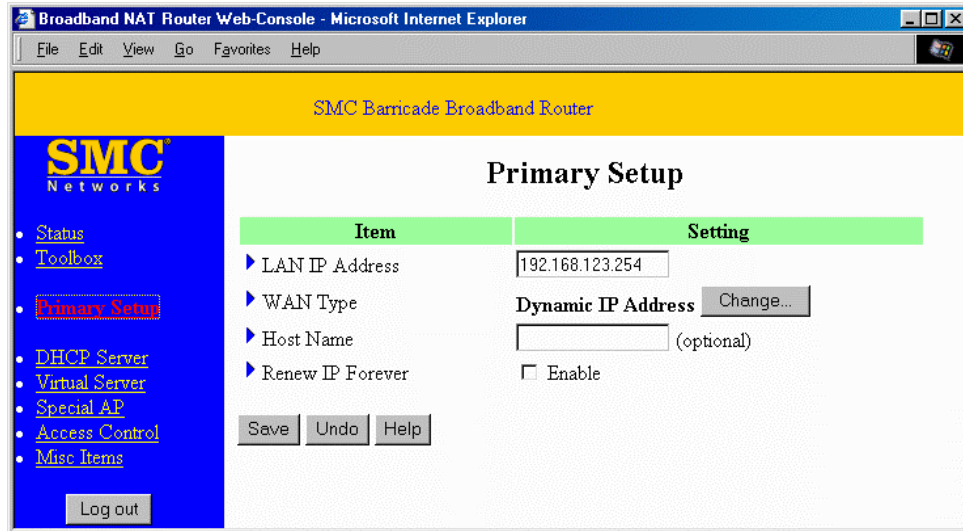 Broadband NAT Router Web-Console - Microsoft Internet Explorer
File Edit View Go Favorites Help
SMC Barricade Broadband Router
SMC®
Networks
Status
Toolbox
Primary Setup
DHCP Server
Virtual Server
Special AP
Access Control
Misc Items
Log out
Primary Setup
Item Setting
LAN IP Address 192.168.123.254
WAN Type Dynamic IP Address Change...
Host Name (optional)
Renew IP Forever Enable
Save Undo Help